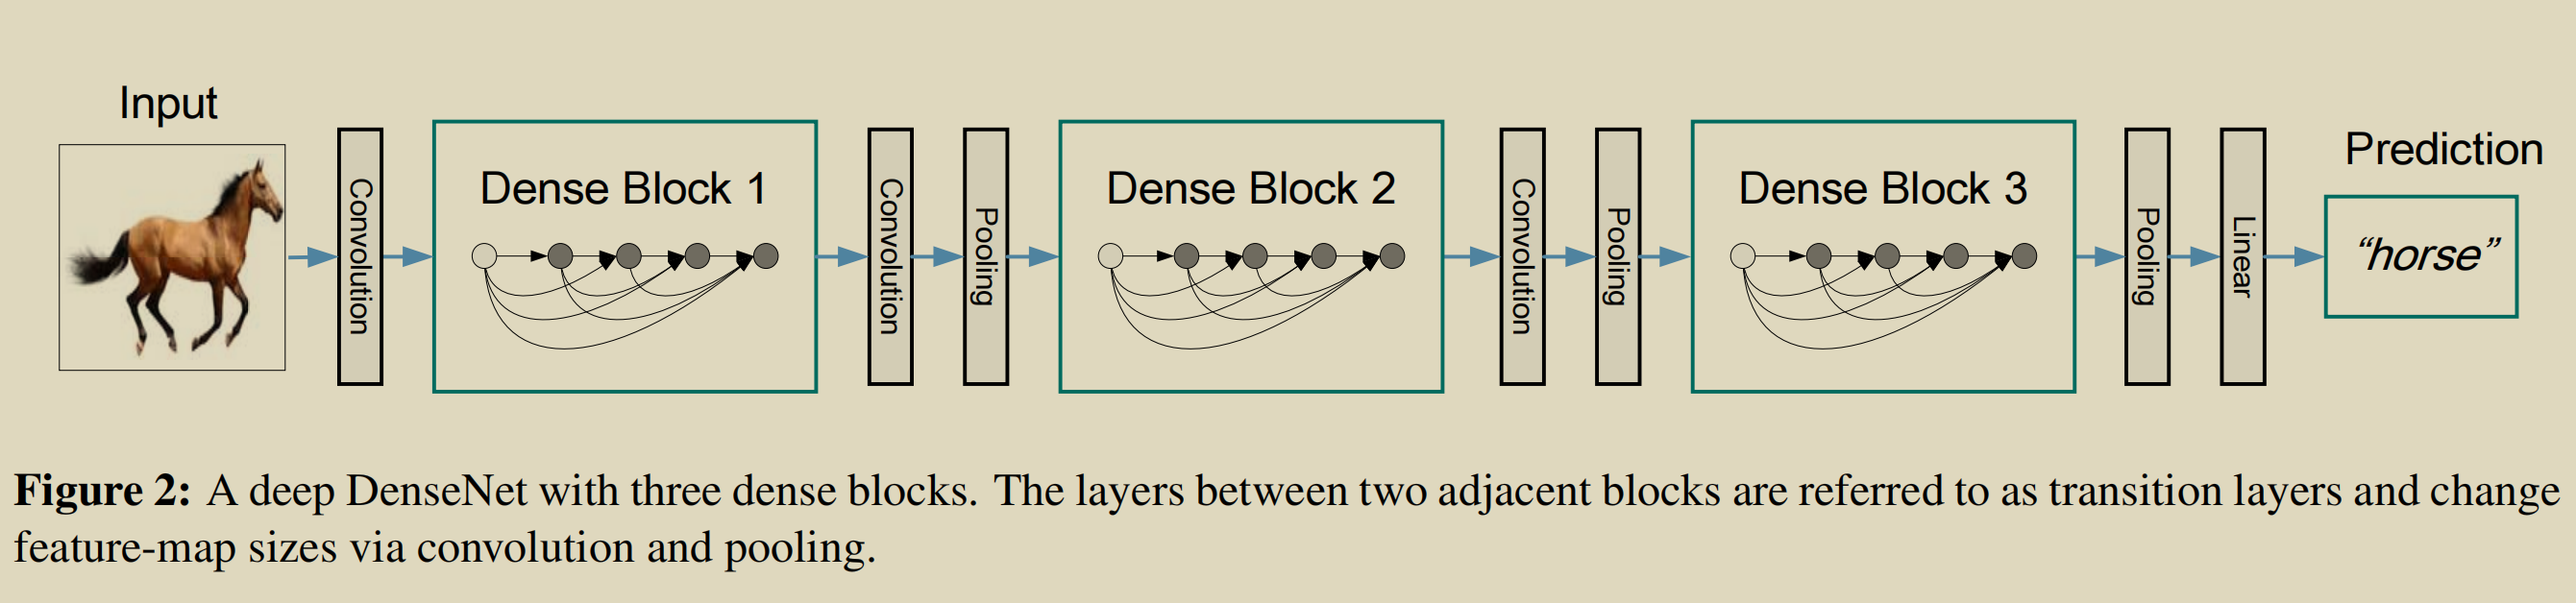 Input
Convolution
Dense Block 1
Convolution
Pooling
Dense Block 2
Convolution
Pooling
Dense Block 3
Pooling
Linear
Prediction
“horse”
Figure 2: A deep DenseNet with three dense blocks. The layers between two adjacent blocks are referred to as transition layers and change
feature-map sizes via convolution and pooling.